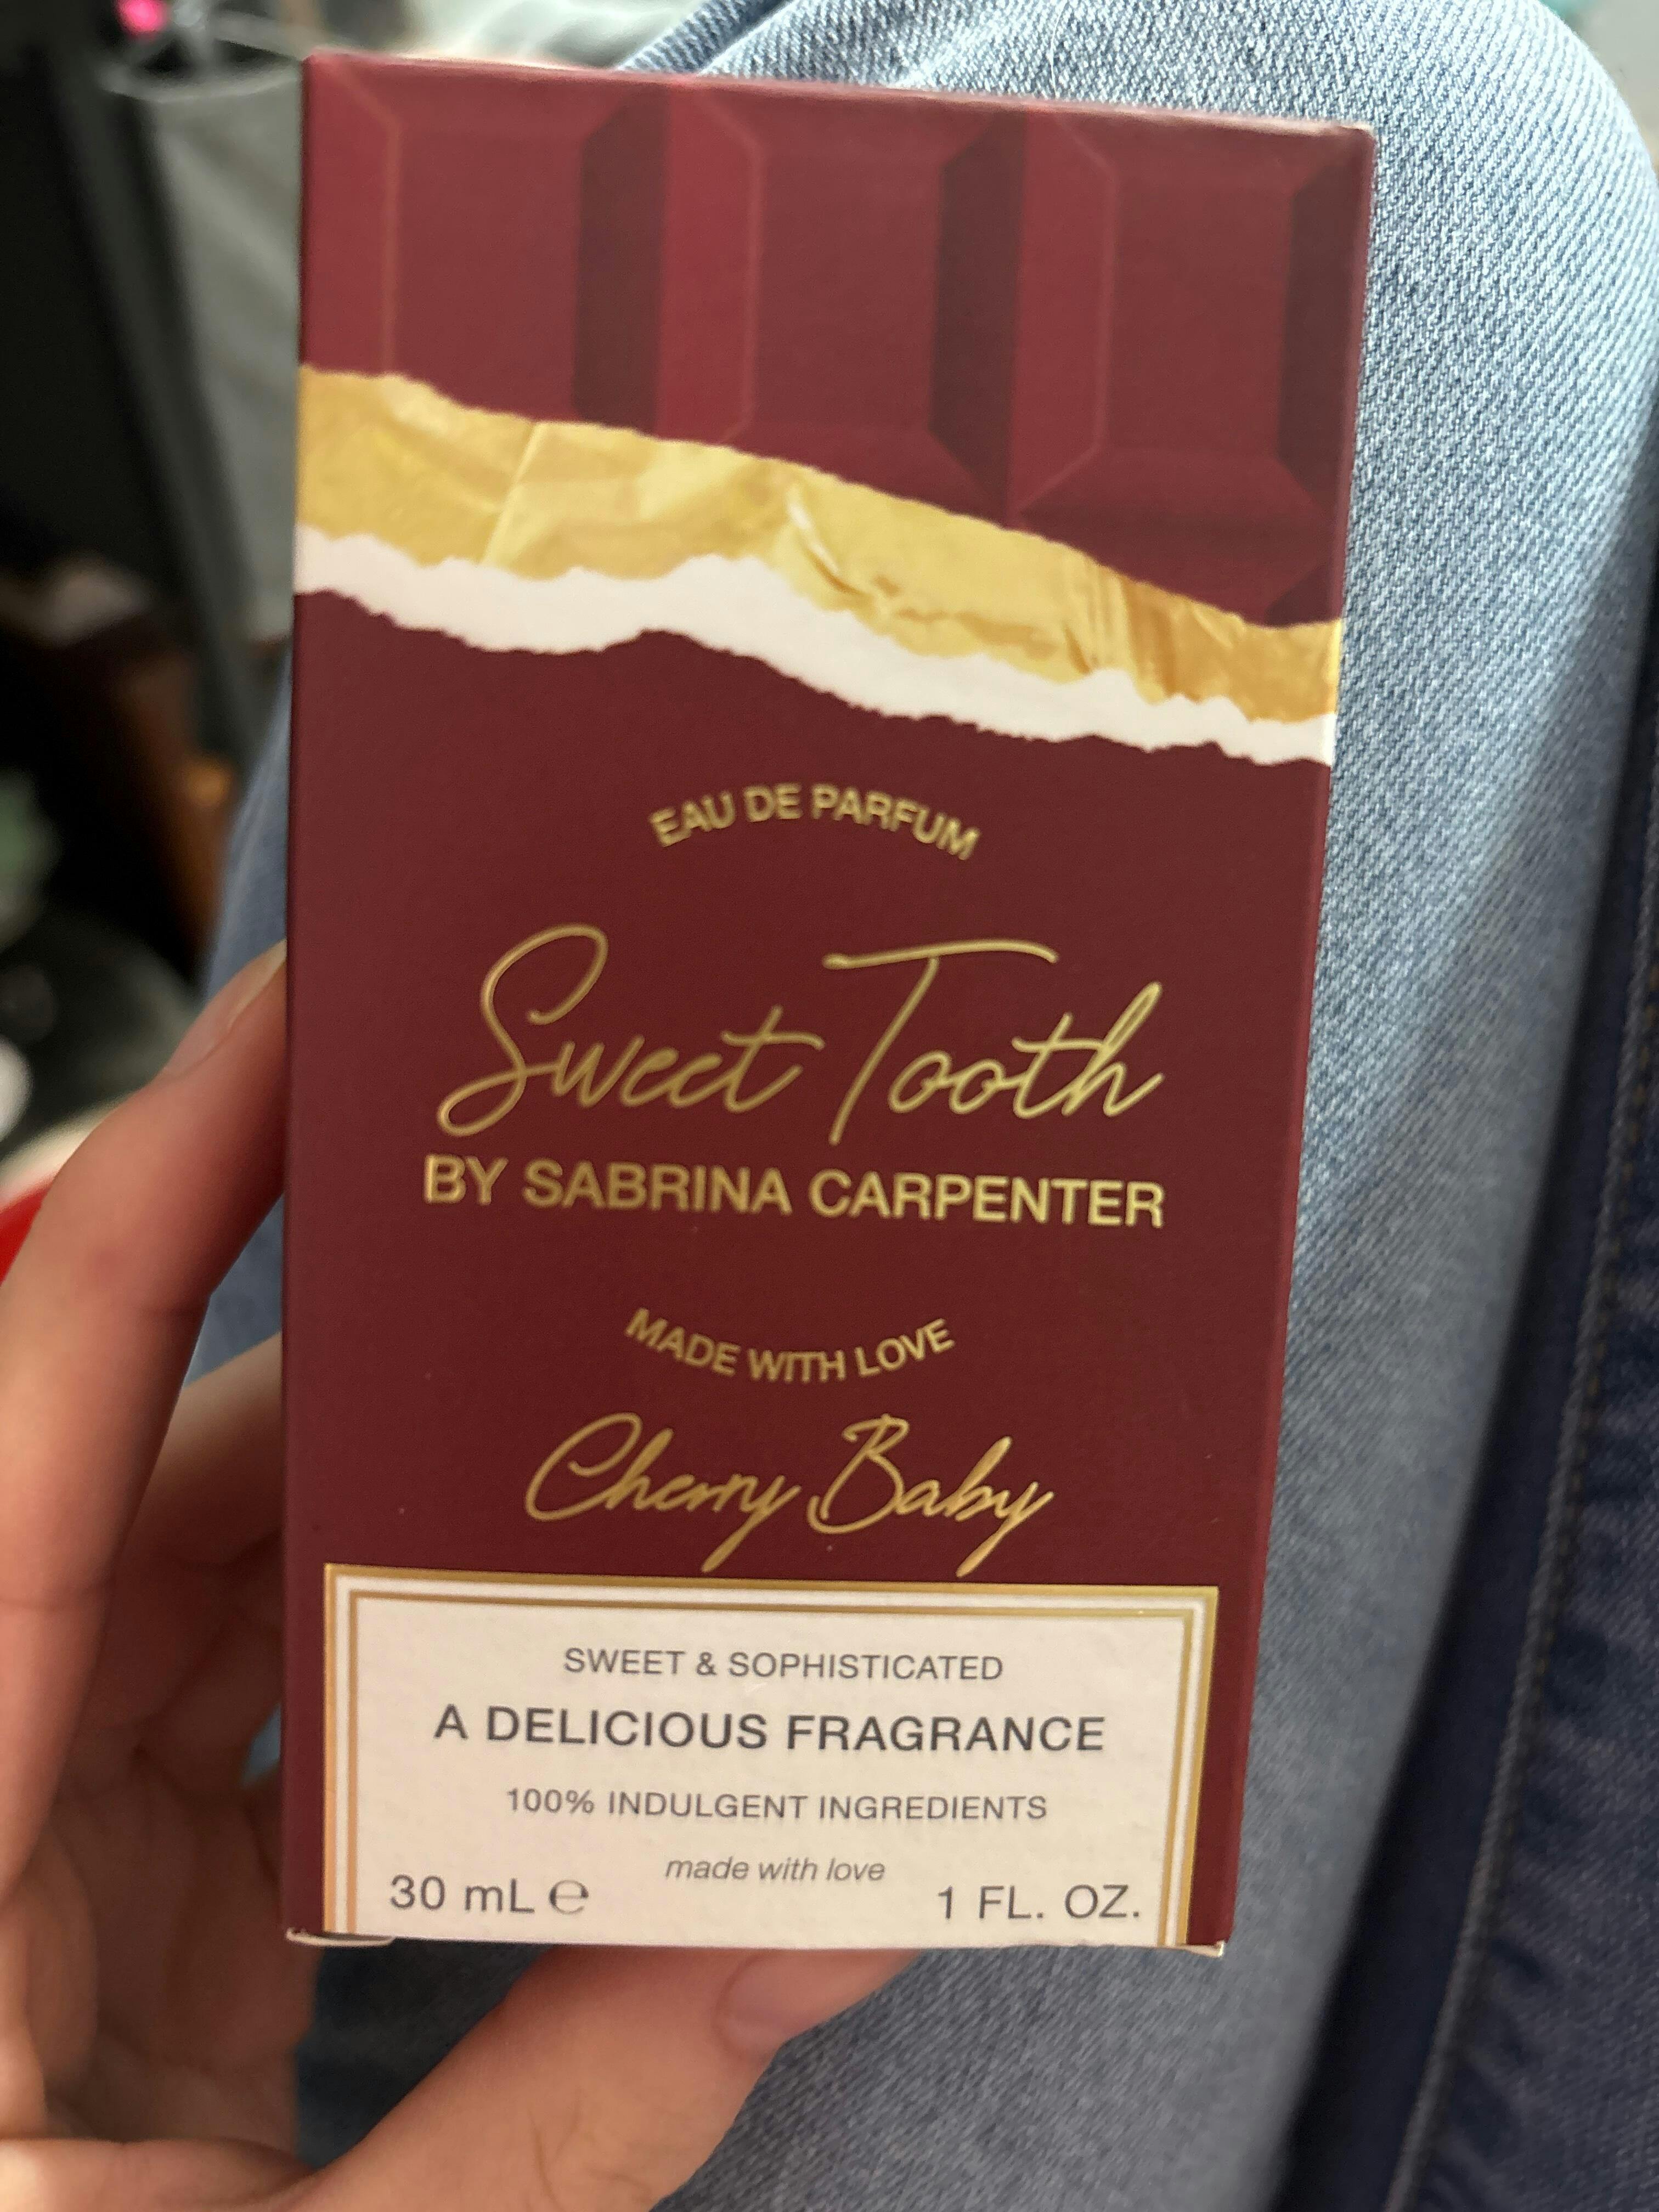 EAU DE PARFUM
Sweet Tooth
BY SABRINA CARPENTER
MADE WITH LOVE
Cherry Baby
SWEET & SOPHISTICATED
A DELICIOUS FRAGRANCE
100% INDULGENT INGREDIENTS
made with love
30 mL ℮ 1 FL. OZ.